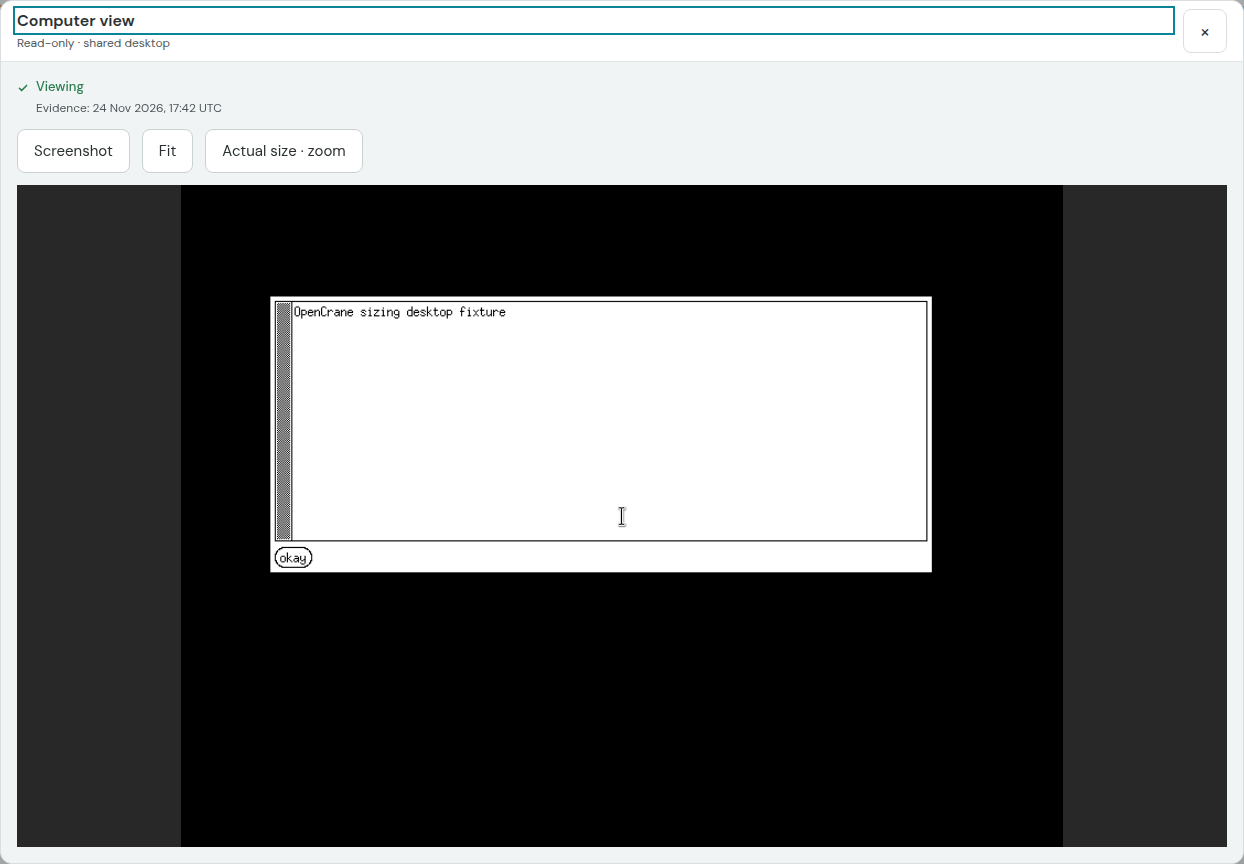 Computer view
×
Read-only · shared desktop
Viewing
Evidence: 24 Nov 2026, 17:42 UTC
Screenshot
Fit
Actual size · zoom
OpenCrane sizing desktop fixture
okay